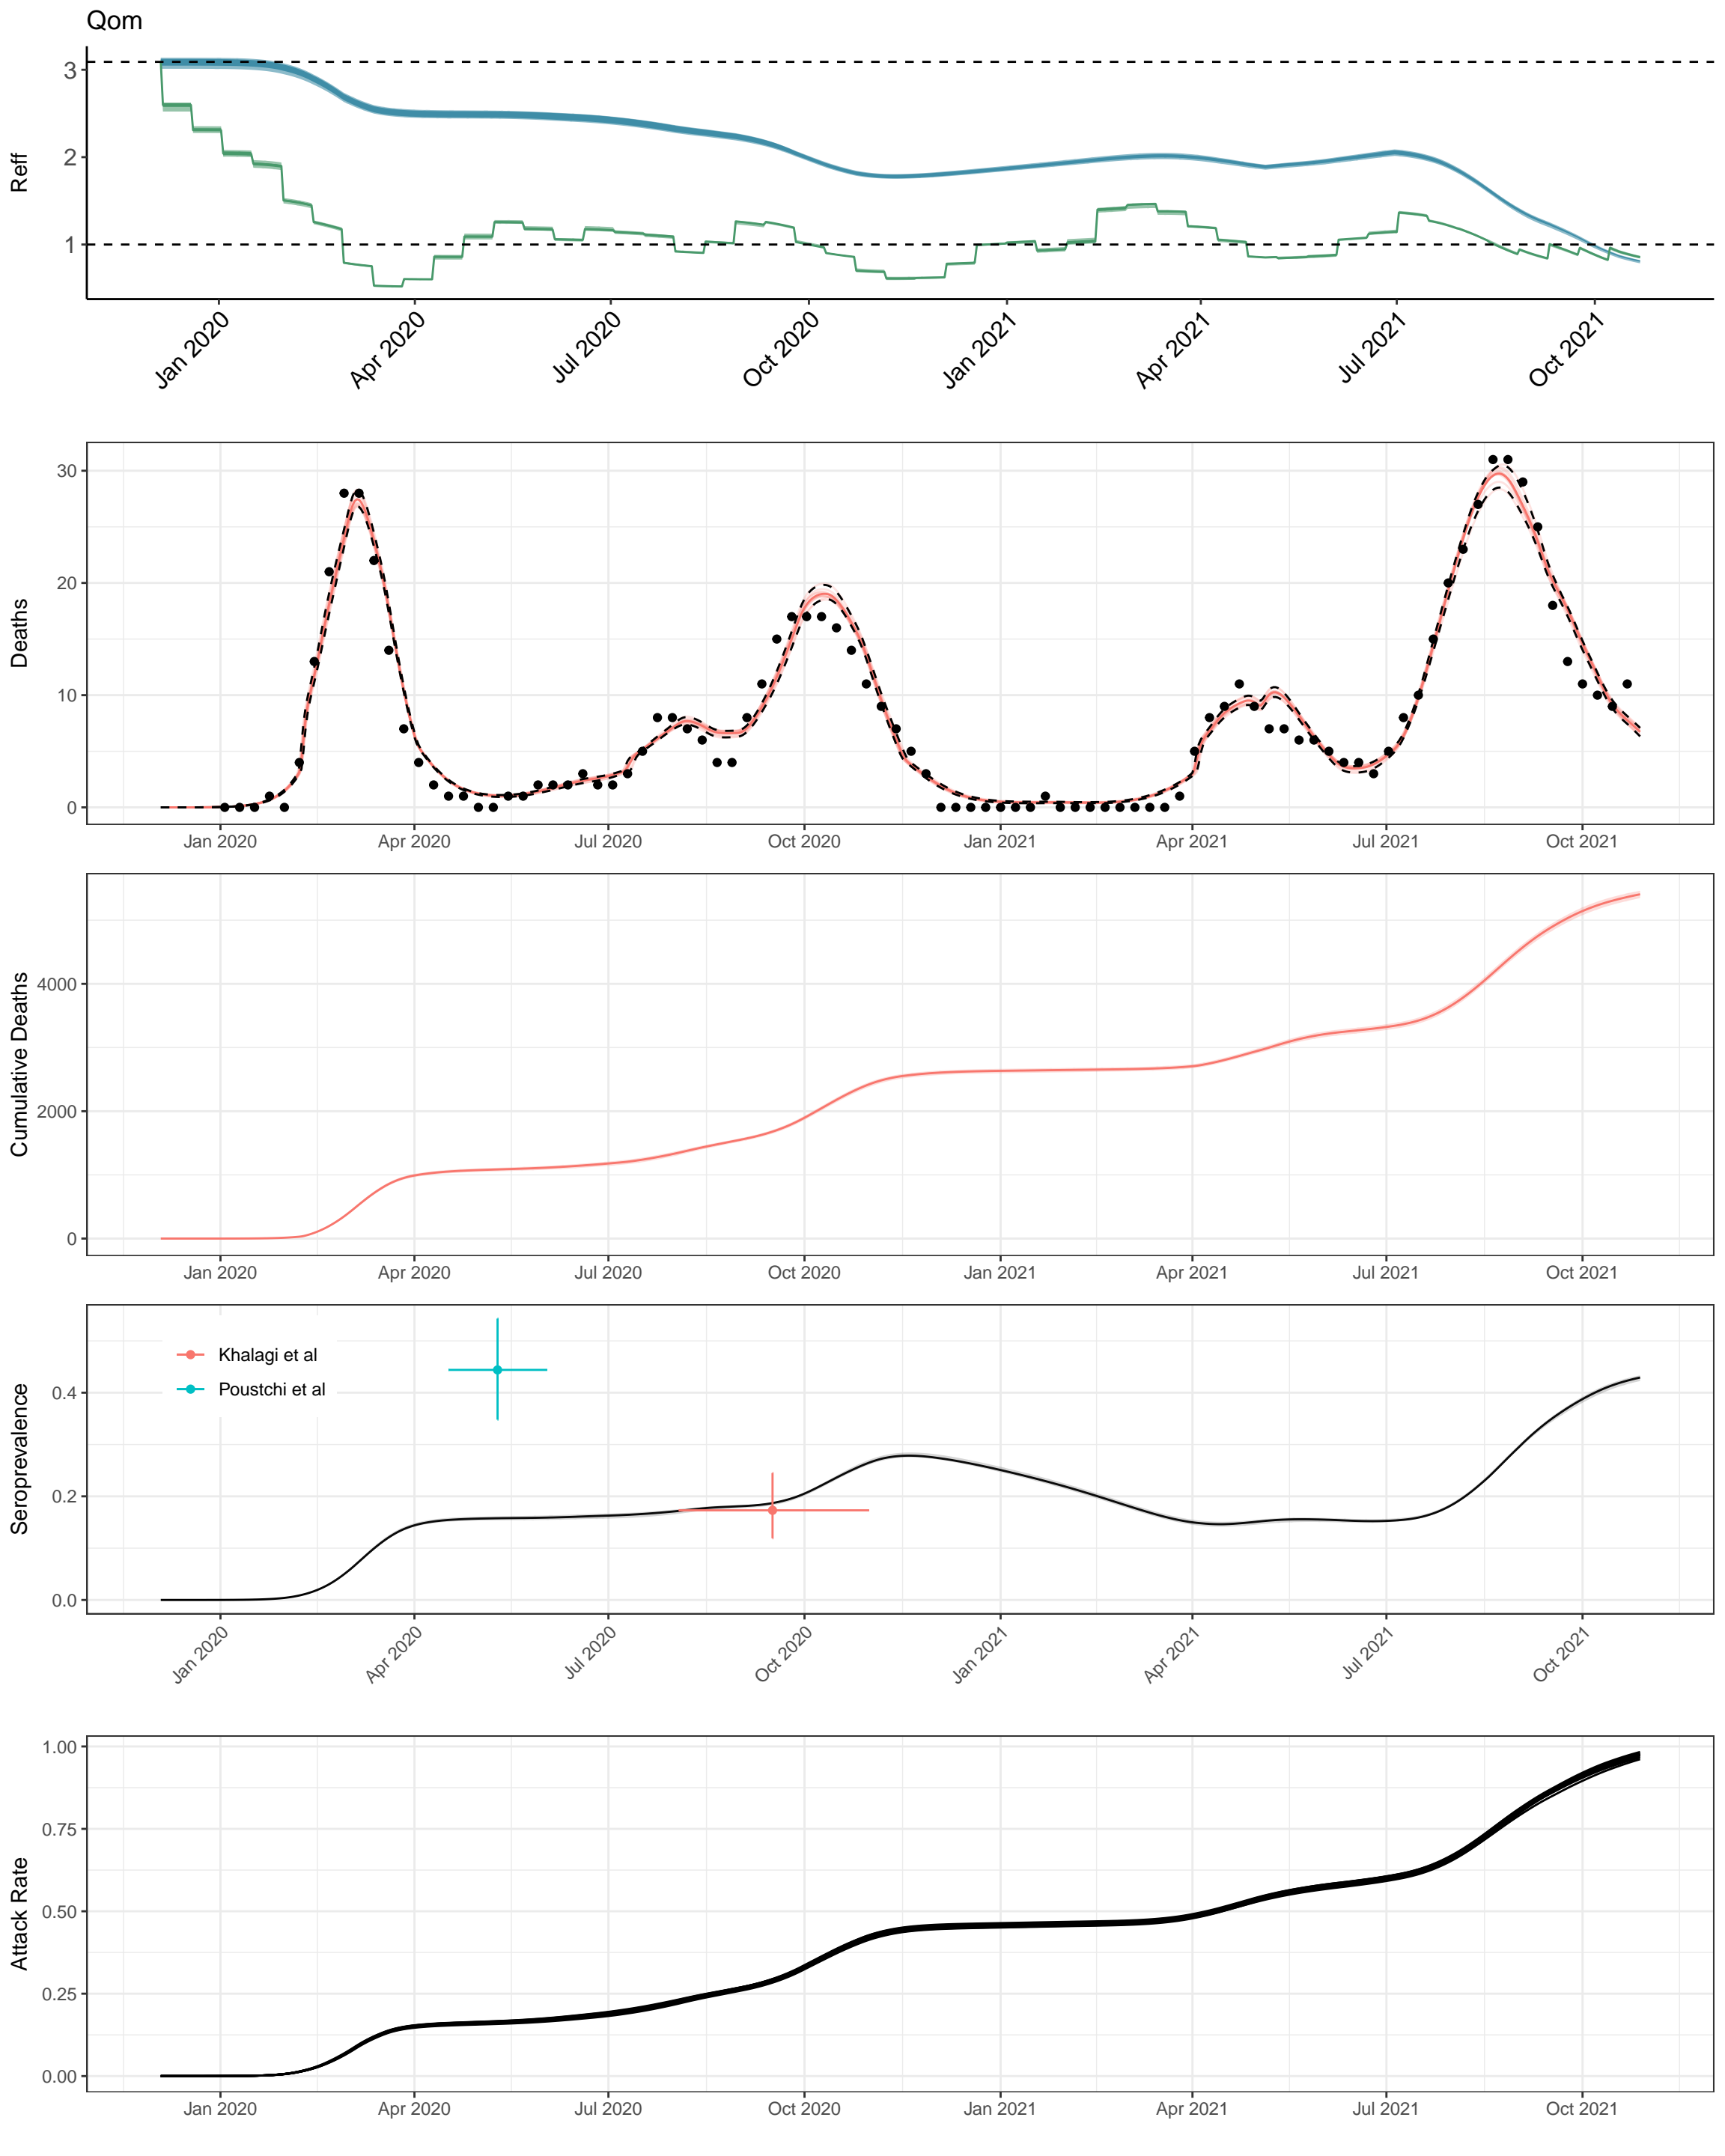 Qom
Reff
3
2
1
Jan 2020
Apr 2020
Jul 2020
Oct 2020
Jan 2021
Apr 2021
Jul 2021
Oct 2021
Deaths
30
20
10
0
Jan 2020
Apr 2020
Jul 2020
Oct 2020
Jan 2021
Apr 2021
Jul 2021
Oct 2021
Cumulative Deaths
4000
2000
0
Jan 2020
Apr 2020
Jul 2020
Oct 2020
Jan 2021
Apr 2021
Jul 2021
Oct 2021
Seroprevalence
Khalagi et al
Poustchi et al
0.4
0.2
0.0
Jan 2020
Apr 2020
Jul 2020
Oct 2020
Jan 2021
Apr 2021
Jul 2021
Oct 2021
Attack Rate
1.00
0.75
0.50
0.25
0.00
Jan 2020
Apr 2020
Jul 2020
Oct 2020
Jan 2021
Apr 2021
Jul 2021
Oct 2021